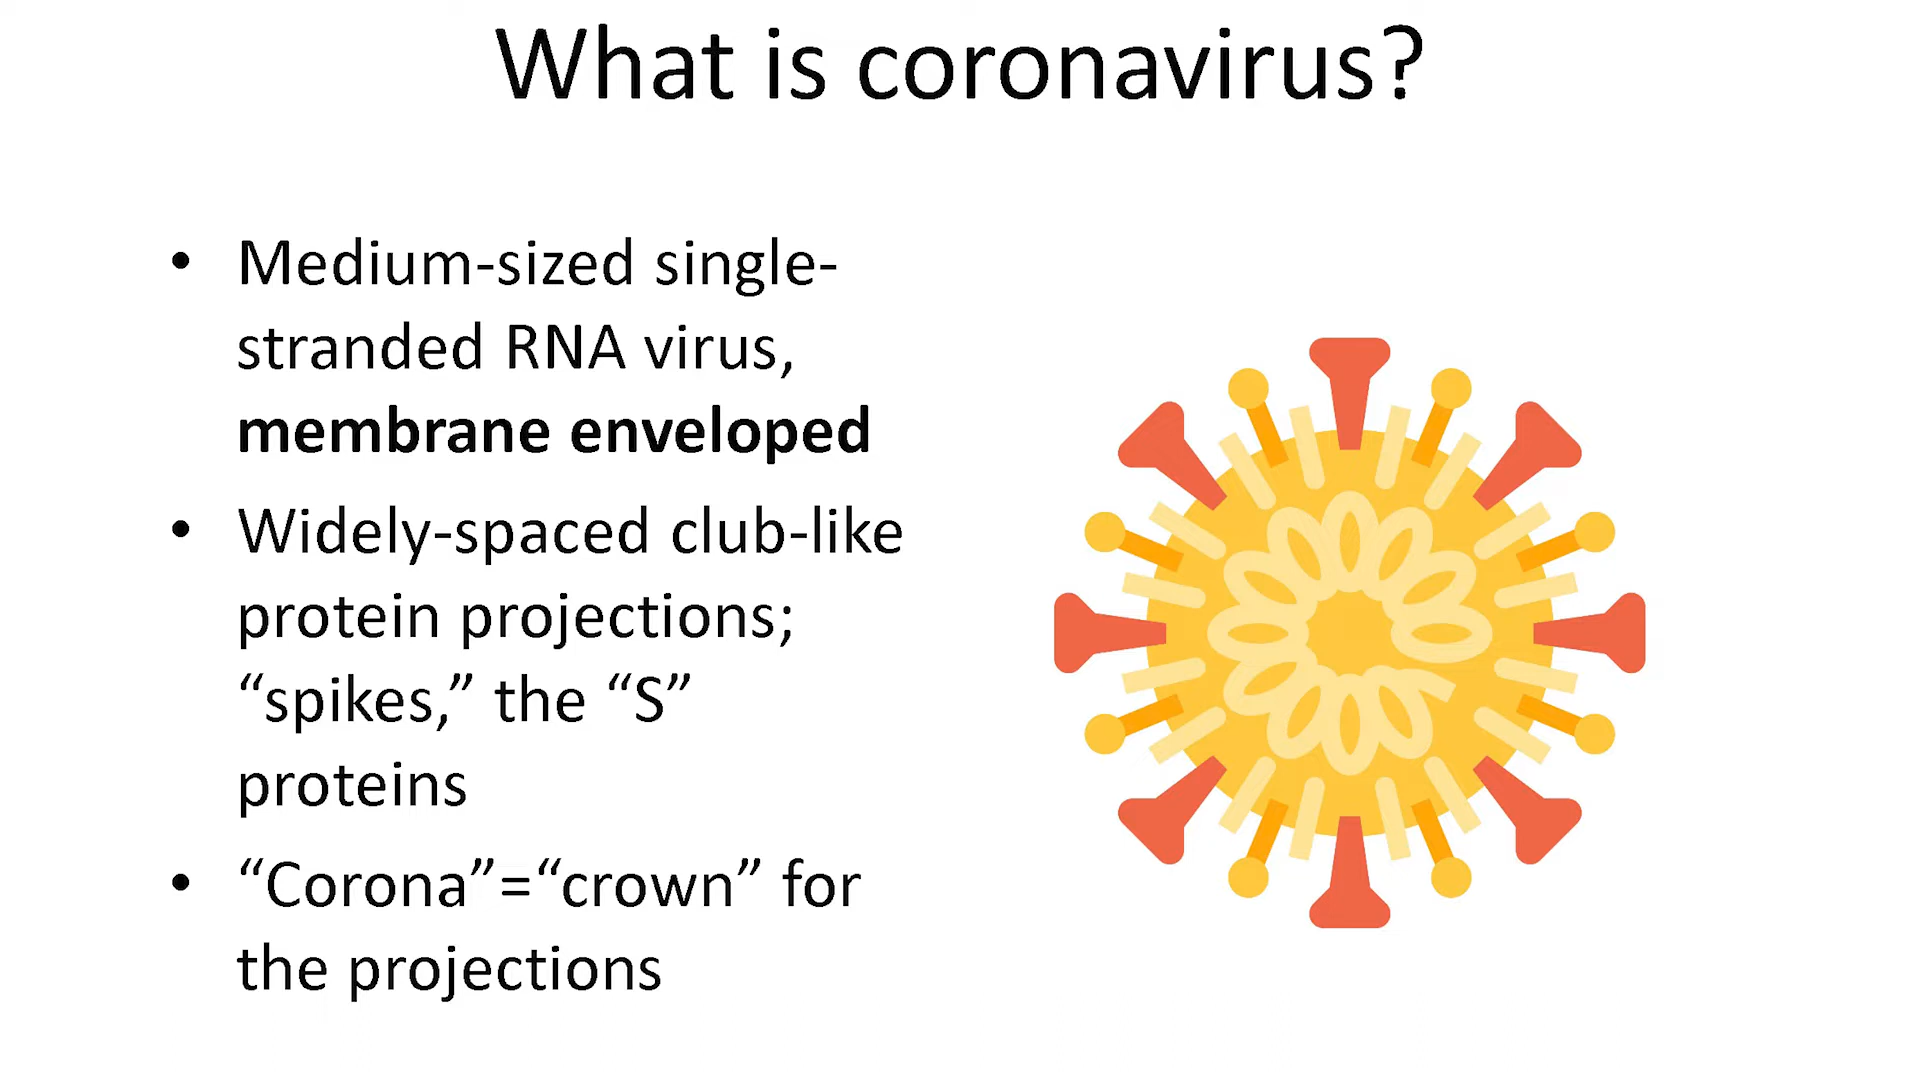 What is coronavirus?
• Medium-sized single-
stranded RNA virus,
membrane enveloped
• Widely-spaced club-like
protein projections;
“spikes,” the “S”
proteins
• “Corona”=“crown” for
the projections